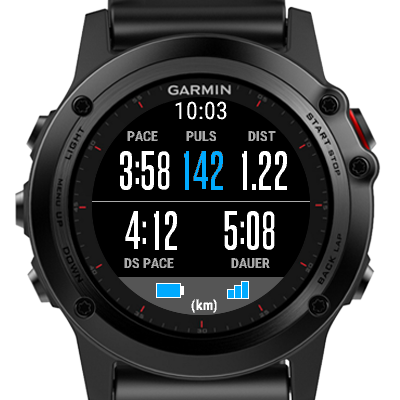 GARMIN
10:03
PACE PULS DIST
3:58 142 1.22
4:12 5:08
DS PACE DAUER
(km)
LIGHT
MENU UP
DOWN
START STOP
BACK LAP